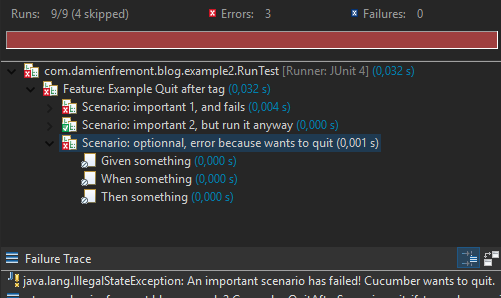 Runs: 9/9 (4 skipped) Errors: 3 Failures: 0
com.damienfremont.blog.example2.RunTest [Runner: JUnit 4] (0,032 s)
Feature: Example Quit after tag (0,032 s)
Scenario: important 1, and fails (0,004 s)
Scenario: important 2, but run it anyway (0,000 s)
Scenario: optionnal, error because wants to quit (0,001 s)
Given something (0,000 s)
When something (0,000 s)
Then something (0,000 s)
Failure Trace
java.lang.IllegalStateException: An important scenario has failed! Cucumber wants to quit.